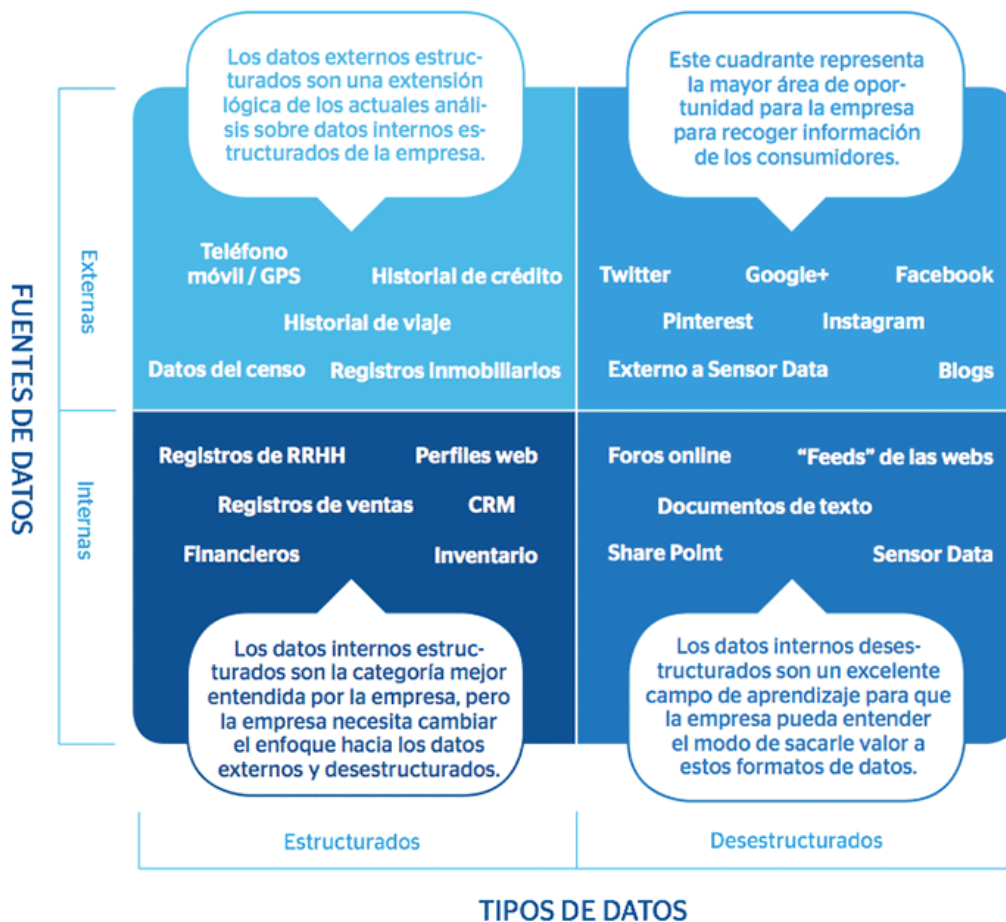 Los datos externos estruc-
turados son una extensión
lógica de los actuales análi-
sis sobre datos internos es-
tructurados de la empresa.
Este cuadrante representa
la mayor área de opor-
tunidad para la empresa
para recoger información
de los consumidores.
FUENTES DE DATOS
Externas
Teléfono
móvil / GPS
Historial de crédito
Historial de viaje
Datos del censo
Registros Inmobiliarios
Twitter
Google+
Facebook
Pinterest
Instagram
Externo a Sensor Data
Blogs
Internas
Registros de RRHH
Perfiles web
Registros de ventas
CRM
Financieros
Inventario
Foros online
"Feeds" de las webs
Documentos de texto
Share Point
Sensor Data
Los datos internos estruc-
turados son la categoría mejor
entendida por la empresa, pero
la empresa necesita cambiar
el enfoque hacia los datos
externos y desestructurados.
Los datos internos deses-
tructurados son un excelente
campo de aprendizaje para que
la empresa pueda entender
el modo de sacarle valor a
estos formatos de datos.
Estructurados
Desestructurados
TIPOS DE DATOS